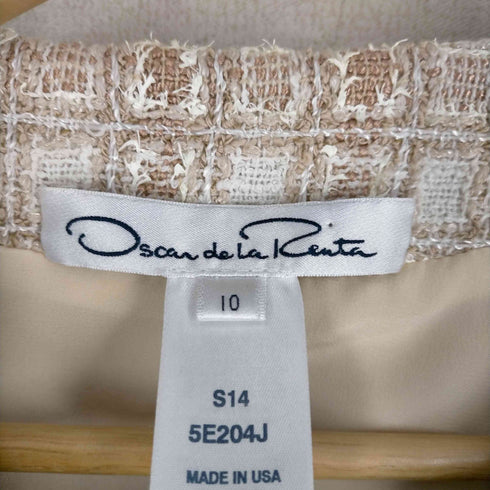 Oscar de la Renta
10
S14
5E204J
MADE IN USA